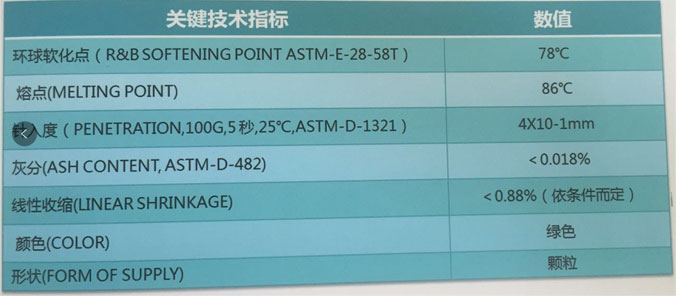 关键技术指标 数值
环球软化点（R&B SOFTENING POINT ASTM-E-28-58T） 78℃
熔点(MELTING POINT) 86℃
入度（PENETRATION,100G,5秒,25℃,ASTM-D-1321） 4X10-1mm
灰分(ASH CONTENT, ASTM-D-482) <0.018%
线性收缩(LINEAR SHRINKAGE) <0.88%（依条件而定）
颜色(COLOR) 绿色
形状(FORM OF SUPPLY) 颗粒